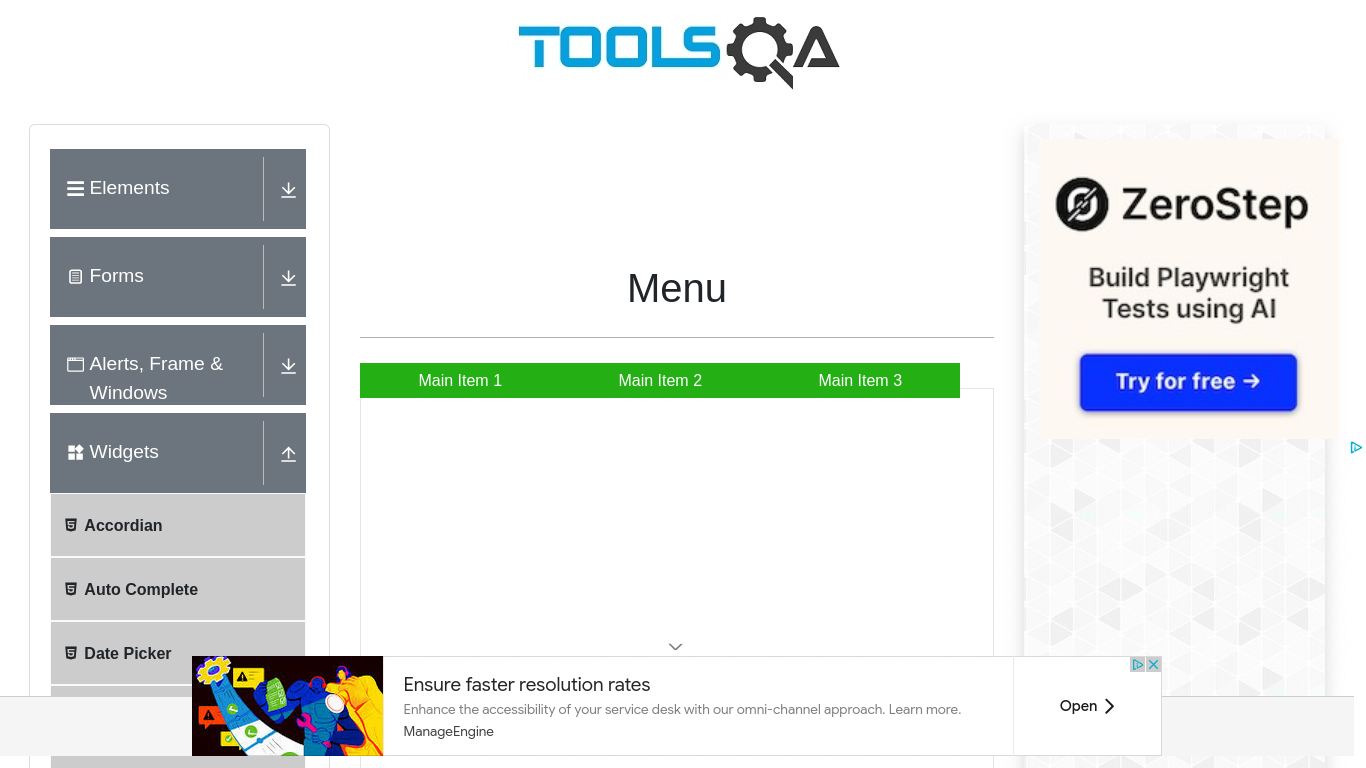 TOOLSQA
Elements
Forms
Alerts, Frame &
Windows
Widgets
Accordian
Auto Complete
Date Picker
Menu
Main Item 1
Main Item 2
Main Item 3
ZeroStep
Build Playwright
Tests using AI
Try for free →
Ensure faster resolution rates
Enhance the accessibility of your service desk with our omni-channel approach. Learn more.
ManageEngine
Open